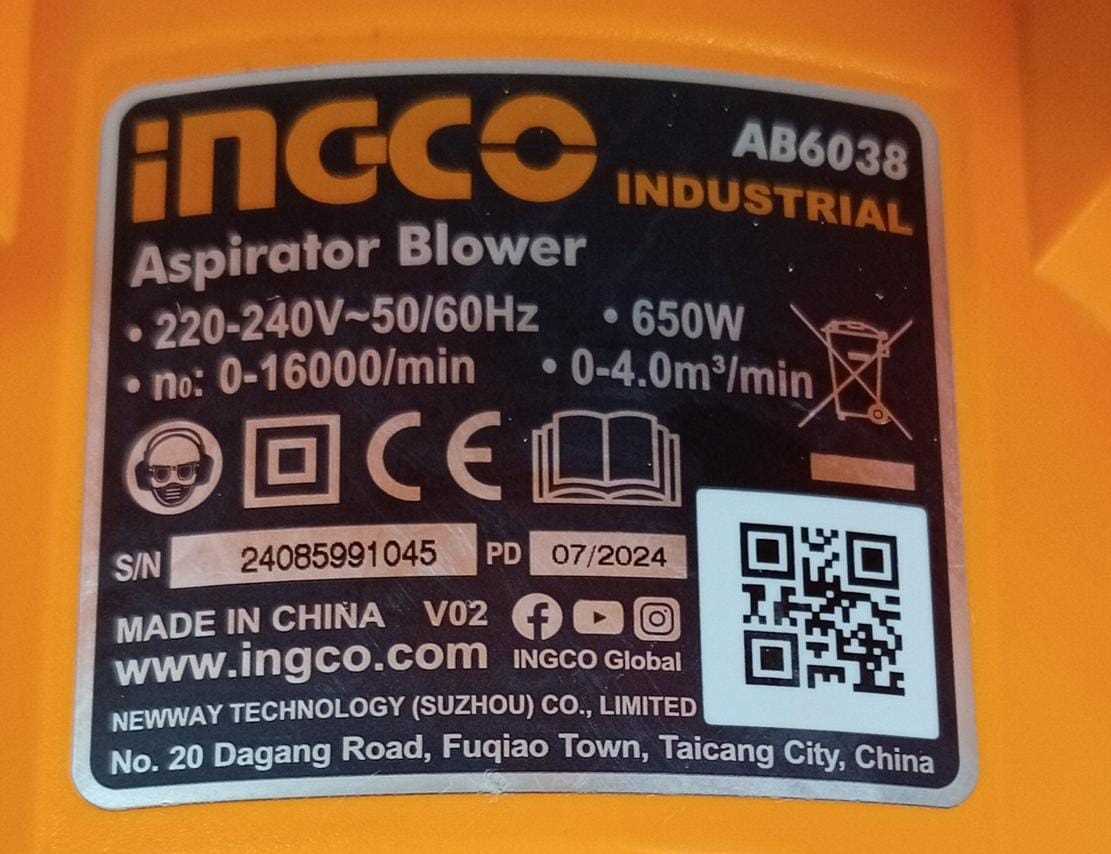 INGCO
AB6038
INDUSTRIAL
Aspirator Blower
• 220-240V~50/60Hz • 650W
• n₀: 0-16000/min • 0-4.0m³/min
CE
S/N 24085991045 PD 07/2024
MADE IN CHINA V02
www.ingco.com INGCO Global
NEWWAY TECHNOLOGY (SUZHOU) CO., LIMITED
No. 20 Dagang Road, Fuqiao Town, Taicang City, China